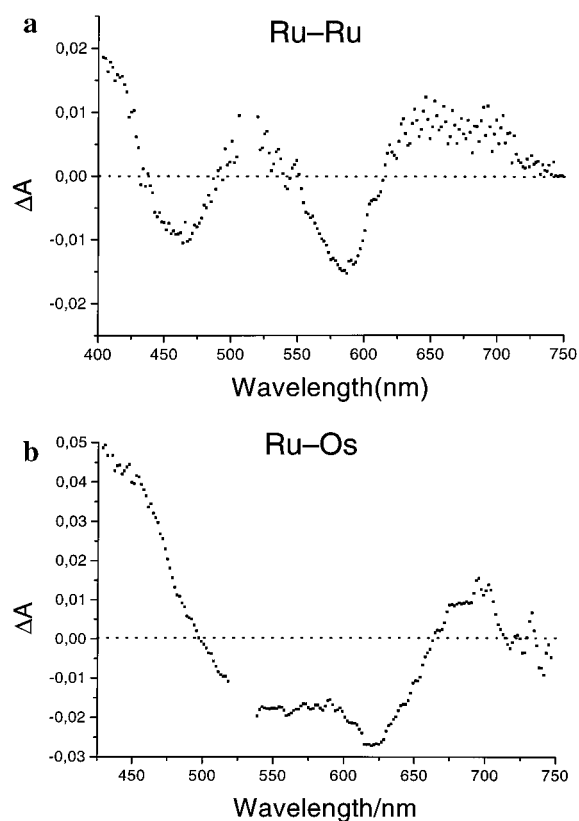 a
Ru–Ru
0,02
0,01
0,00
-0,01
-0,02
ΔA
400 450 500 550 600 650 700 750
Wavelength(nm)
b
Ru–Os
0,05
0,04
0,03
0,02
0,01
0,00
-0,01
-0,02
-0,03
ΔA
450 500 550 600 650 700 750
Wavelength/nm